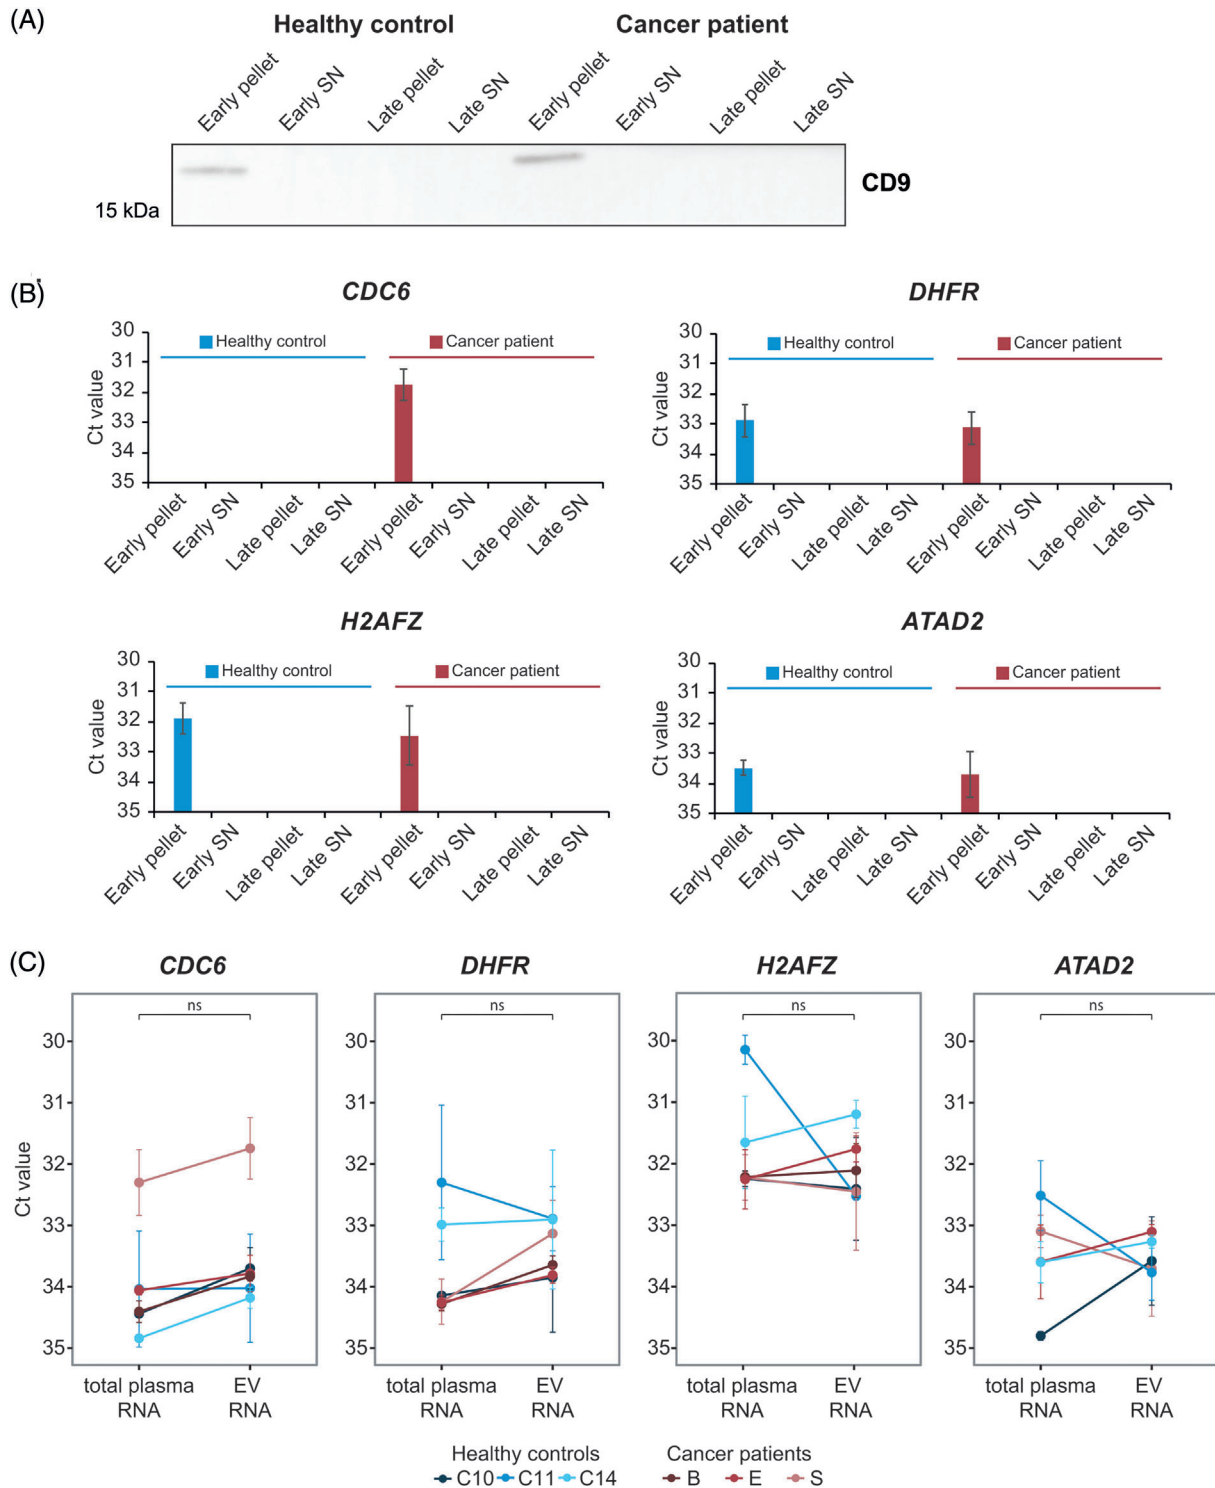 (A)
Healthy control Cancer patient
Early pellet Early SN Late pellet Late SN Early pellet Early SN Late pellet Late SN
15 kDa
CD9
(B)
CDC6 DHFR
30 31 32 33 34 35
Ct value
Healthy control Cancer patient
Early pellet Early SN Late pellet Late SN Early pellet Early SN Late pellet Late SN
30 31 32 33 34 35
Ct value
Healthy control Cancer patient
Early pellet Early SN Late pellet Late SN Early pellet Early SN Late pellet Late SN
H2AFZ ATAD2
30 31 32 33 34 35
Ct value
Healthy control Cancer patient
Early pellet Early SN Late pellet Late SN Early pellet Early SN Late pellet Late SN
30 31 32 33 34 35
Ct value
Healthy control Cancer patient
Early pellet Early SN Late pellet Late SN Early pellet Early SN Late pellet Late SN
(C)
CDC6 DHFR H2AFZ ATAD2
ns ns ns ns
30 30 30 30
31 31 31 31
32 32 32 32
33 33 33 33
34 34 34 34
35 35 35 35
Ct value
total plasma EV total plasma EV total plasma EV total plasma EV
RNA RNA RNA RNA RNA RNA RNA RNA
Healthy controls Cancer patients
C10 C11 C14 B E S